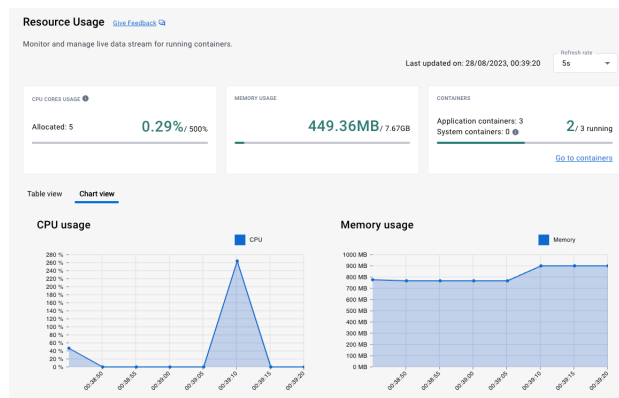 Resource Usage Give Feedback
Monitor and manage live data stream for running containers.
Last updated on: 28/08/2023, 00:39:20
Refresh rate
5s
CPU CORES USAGE
Allocated: 5
0.29% / 500%
MEMORY USAGE
449.36MB / 7.67GB
CONTAINERS
Application containers: 3
System containers: 0
2 / 3 running
Go to containers
Table view Chart view
CPU usage
CPU
280 %
260 %
240 %
220 %
200 %
180 %
160 %
140 %
120 %
100 %
80 %
60 %
40 %
20 %
0 %
00:38:50 00:38:55 00:39:00 00:39:05 00:39:10 00:39:15 00:39:20
Memory usage
Memory
1000 MB
900 MB
800 MB
700 MB
600 MB
500 MB
400 MB
300 MB
200 MB
100 MB
0 MB
00:38:50 00:38:55 00:39:00 00:39:05 00:39:10 00:39:15 00:39:20